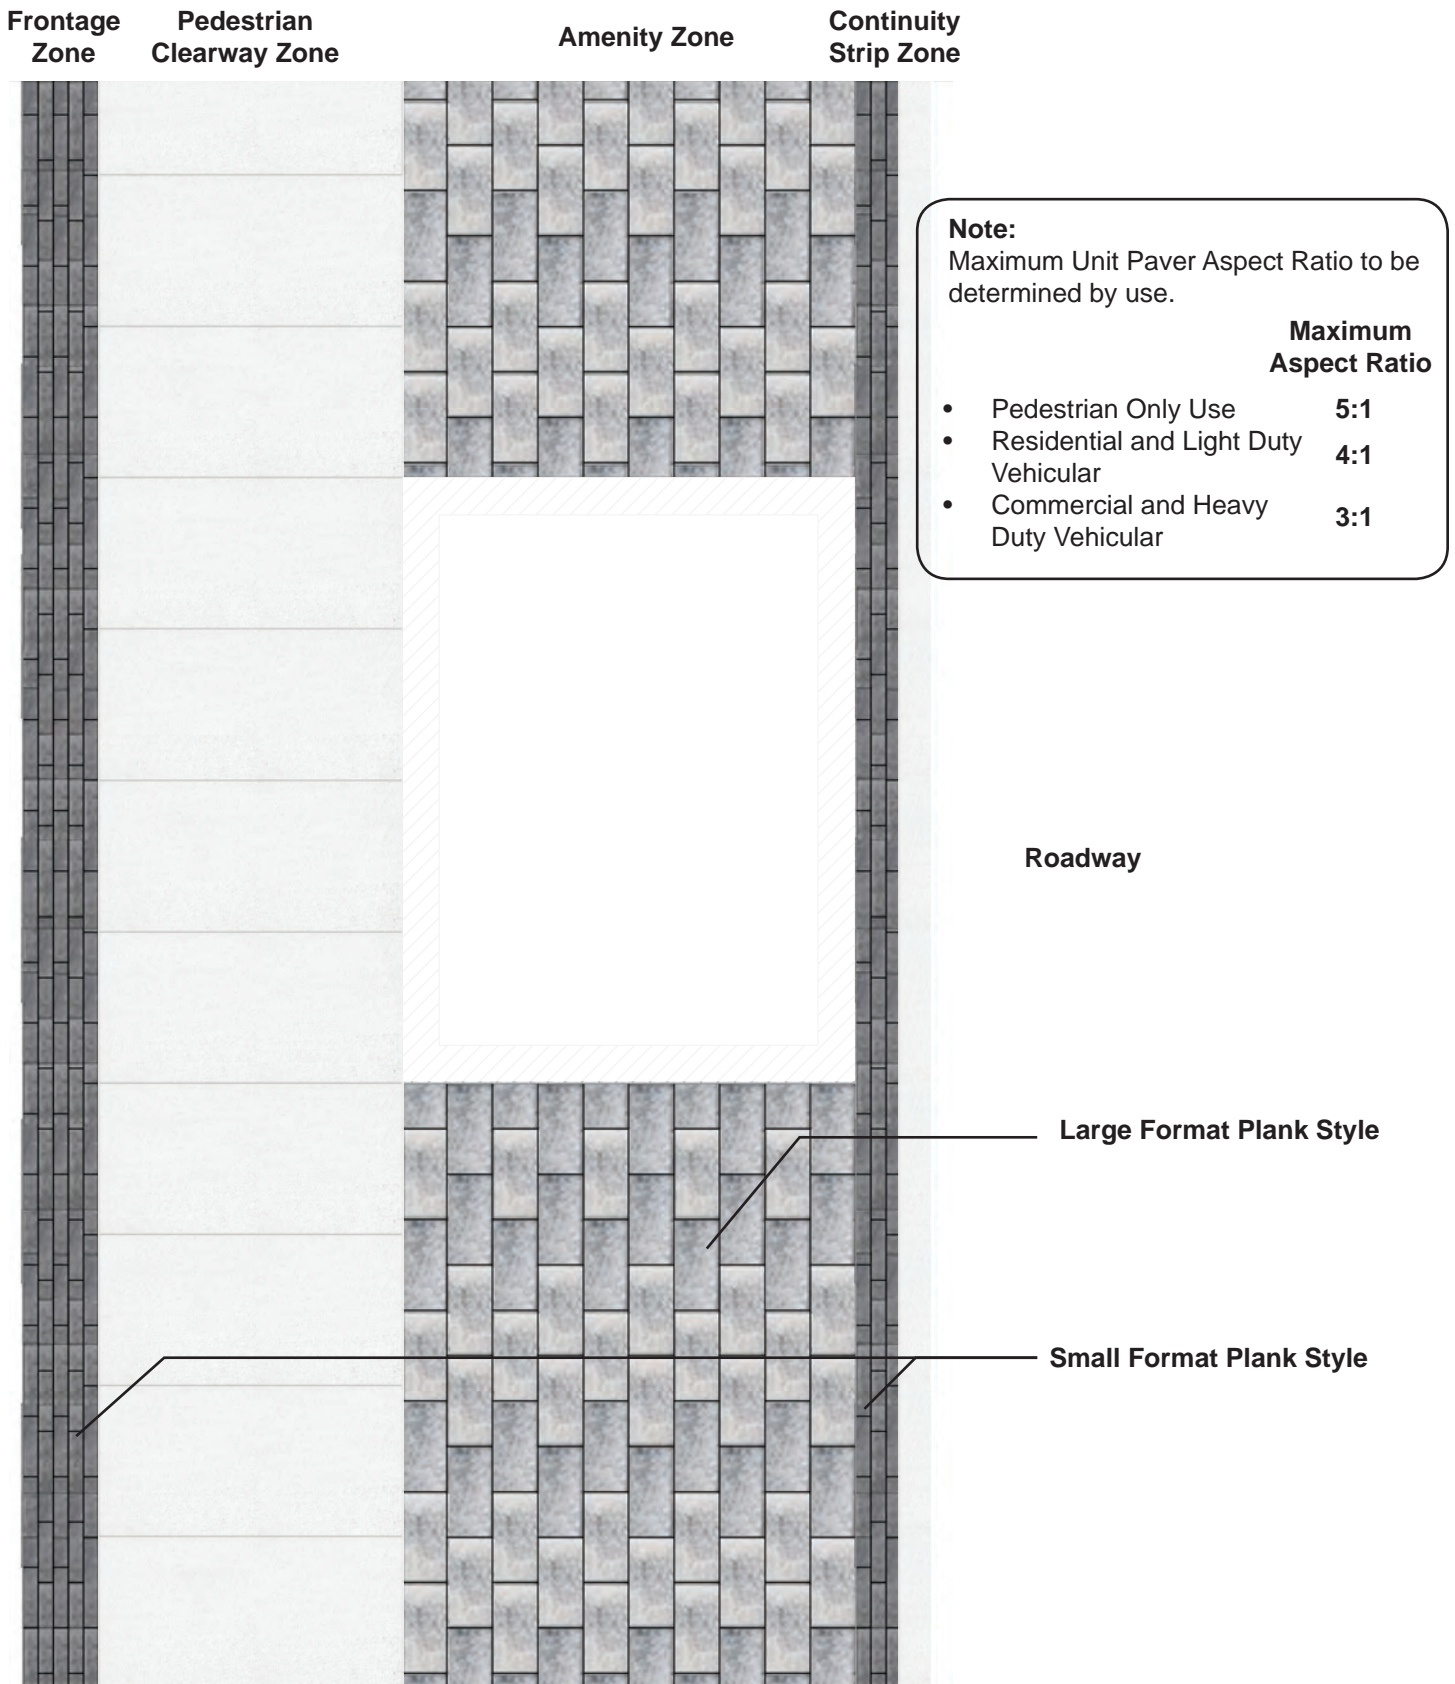 Frontage
Zone
Pedestrian
Clearway Zone
Amenity Zone
Continuity
Strip Zone
Note:
Maximum Unit Paver Aspect Ratio to be
determined by use.
Maximum
Aspect Ratio
• Pedestrian Only Use 5:1
• Residential and Light Duty
Vehicular 4:1
• Commercial and Heavy
Duty Vehicular 3:1
Roadway
Large Format Plank Style
Small Format Plank Style